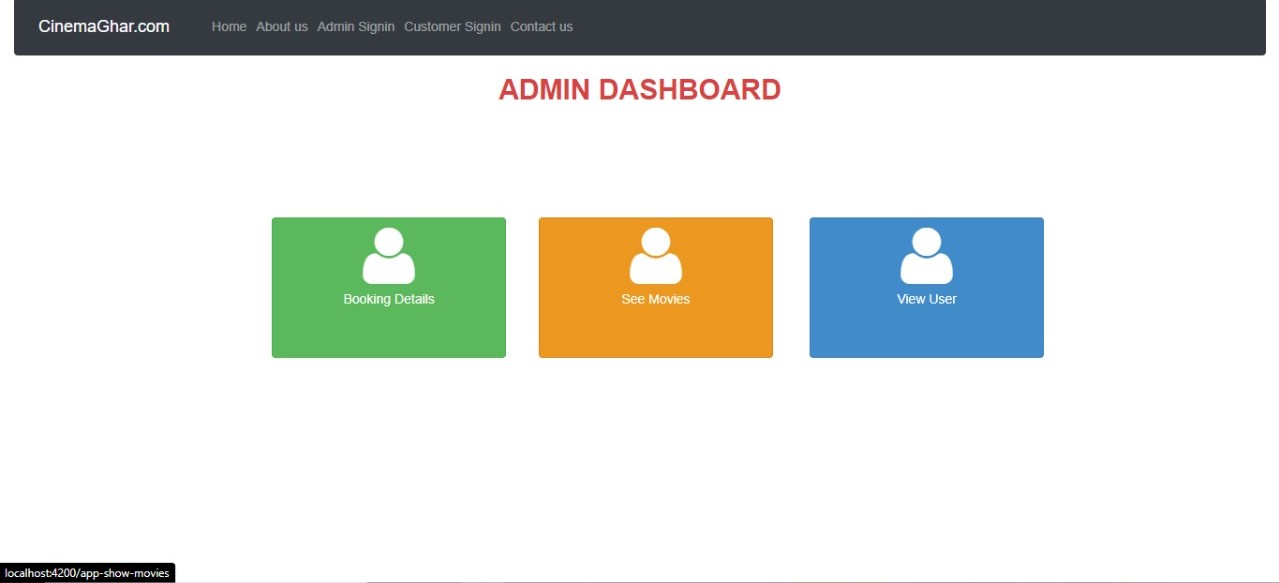 CinemaGhar.com Home About us Admin Signin Customer Signin Contact us
ADMIN DASHBOARD
Booking Details See Movies View User
localhost:4200/app-show-movies